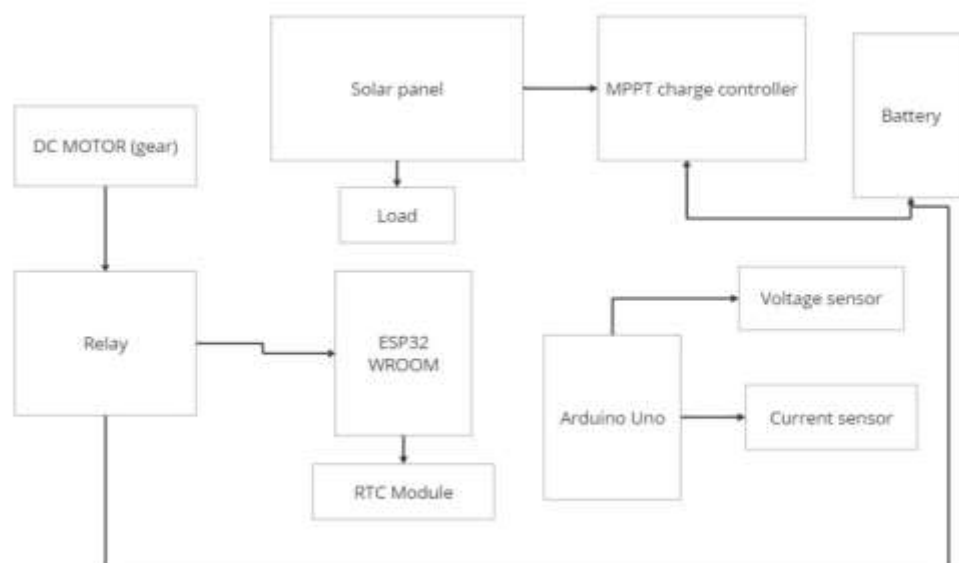 Solar panel
MPPT charge controller
Battery
DC MOTOR (gear)
Load
Relay
ESP32
WROOM
Voltage sensor
Arduino Uno
Current sensor
RTC Module